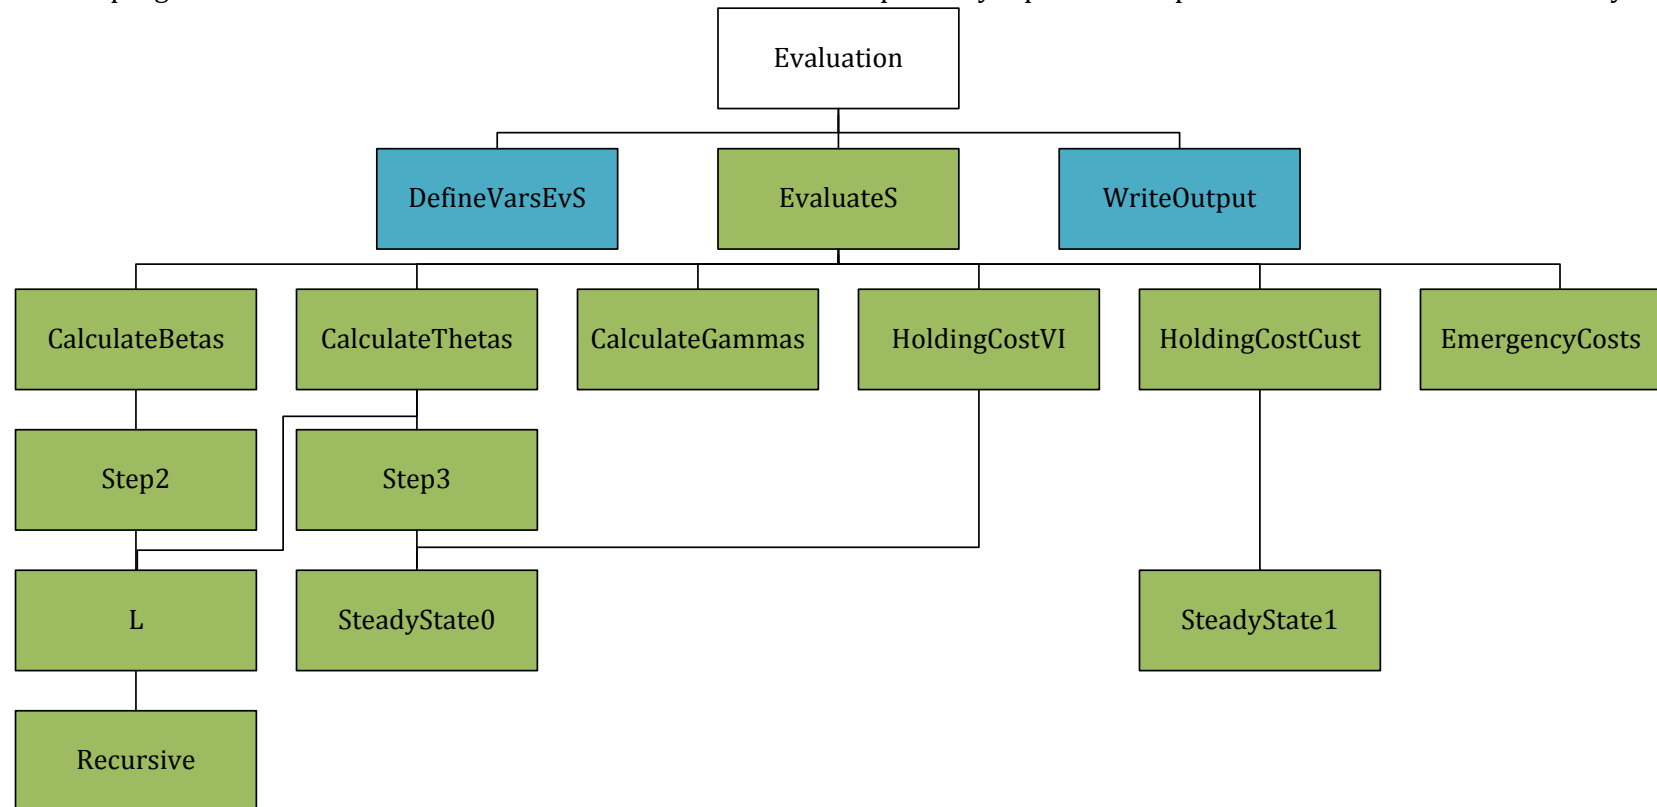 Evaluation
DefineVarsEvS EvaluateS WriteOutput
CalculateBetas CalculateThetas CalculateGammas HoldingCostVI HoldingCostCust EmergencyCosts
Step2 Step3
L SteadyState0 SteadyState1
Recursive